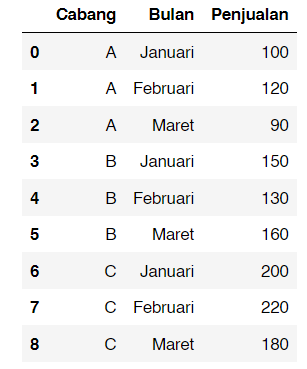 Cabang Bulan Penjualan
0 A Januari 100
1 A Februari 120
2 A Maret 90
3 B Januari 150
4 B Februari 130
5 B Maret 160
6 C Januari 200
7 C Februari 220
8 C Maret 180